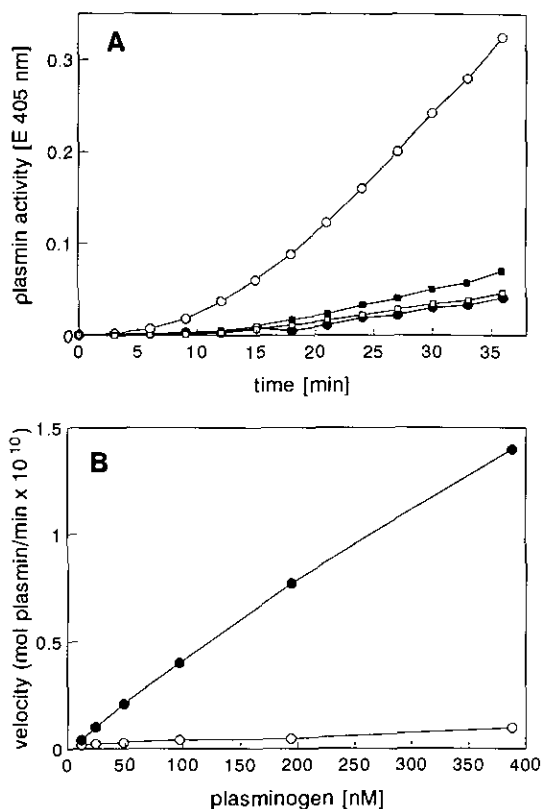 A
plasmin activity [E 405 nm]
0.3
0.2
0.1
0
0 5 10 15 20 25 30 35
time [min]
B
velocity (mol plasmin/min x 10^10)
1.5
1
0.5
0
0 50 100 150 200 250 300 350 400
plasminogen [nM]